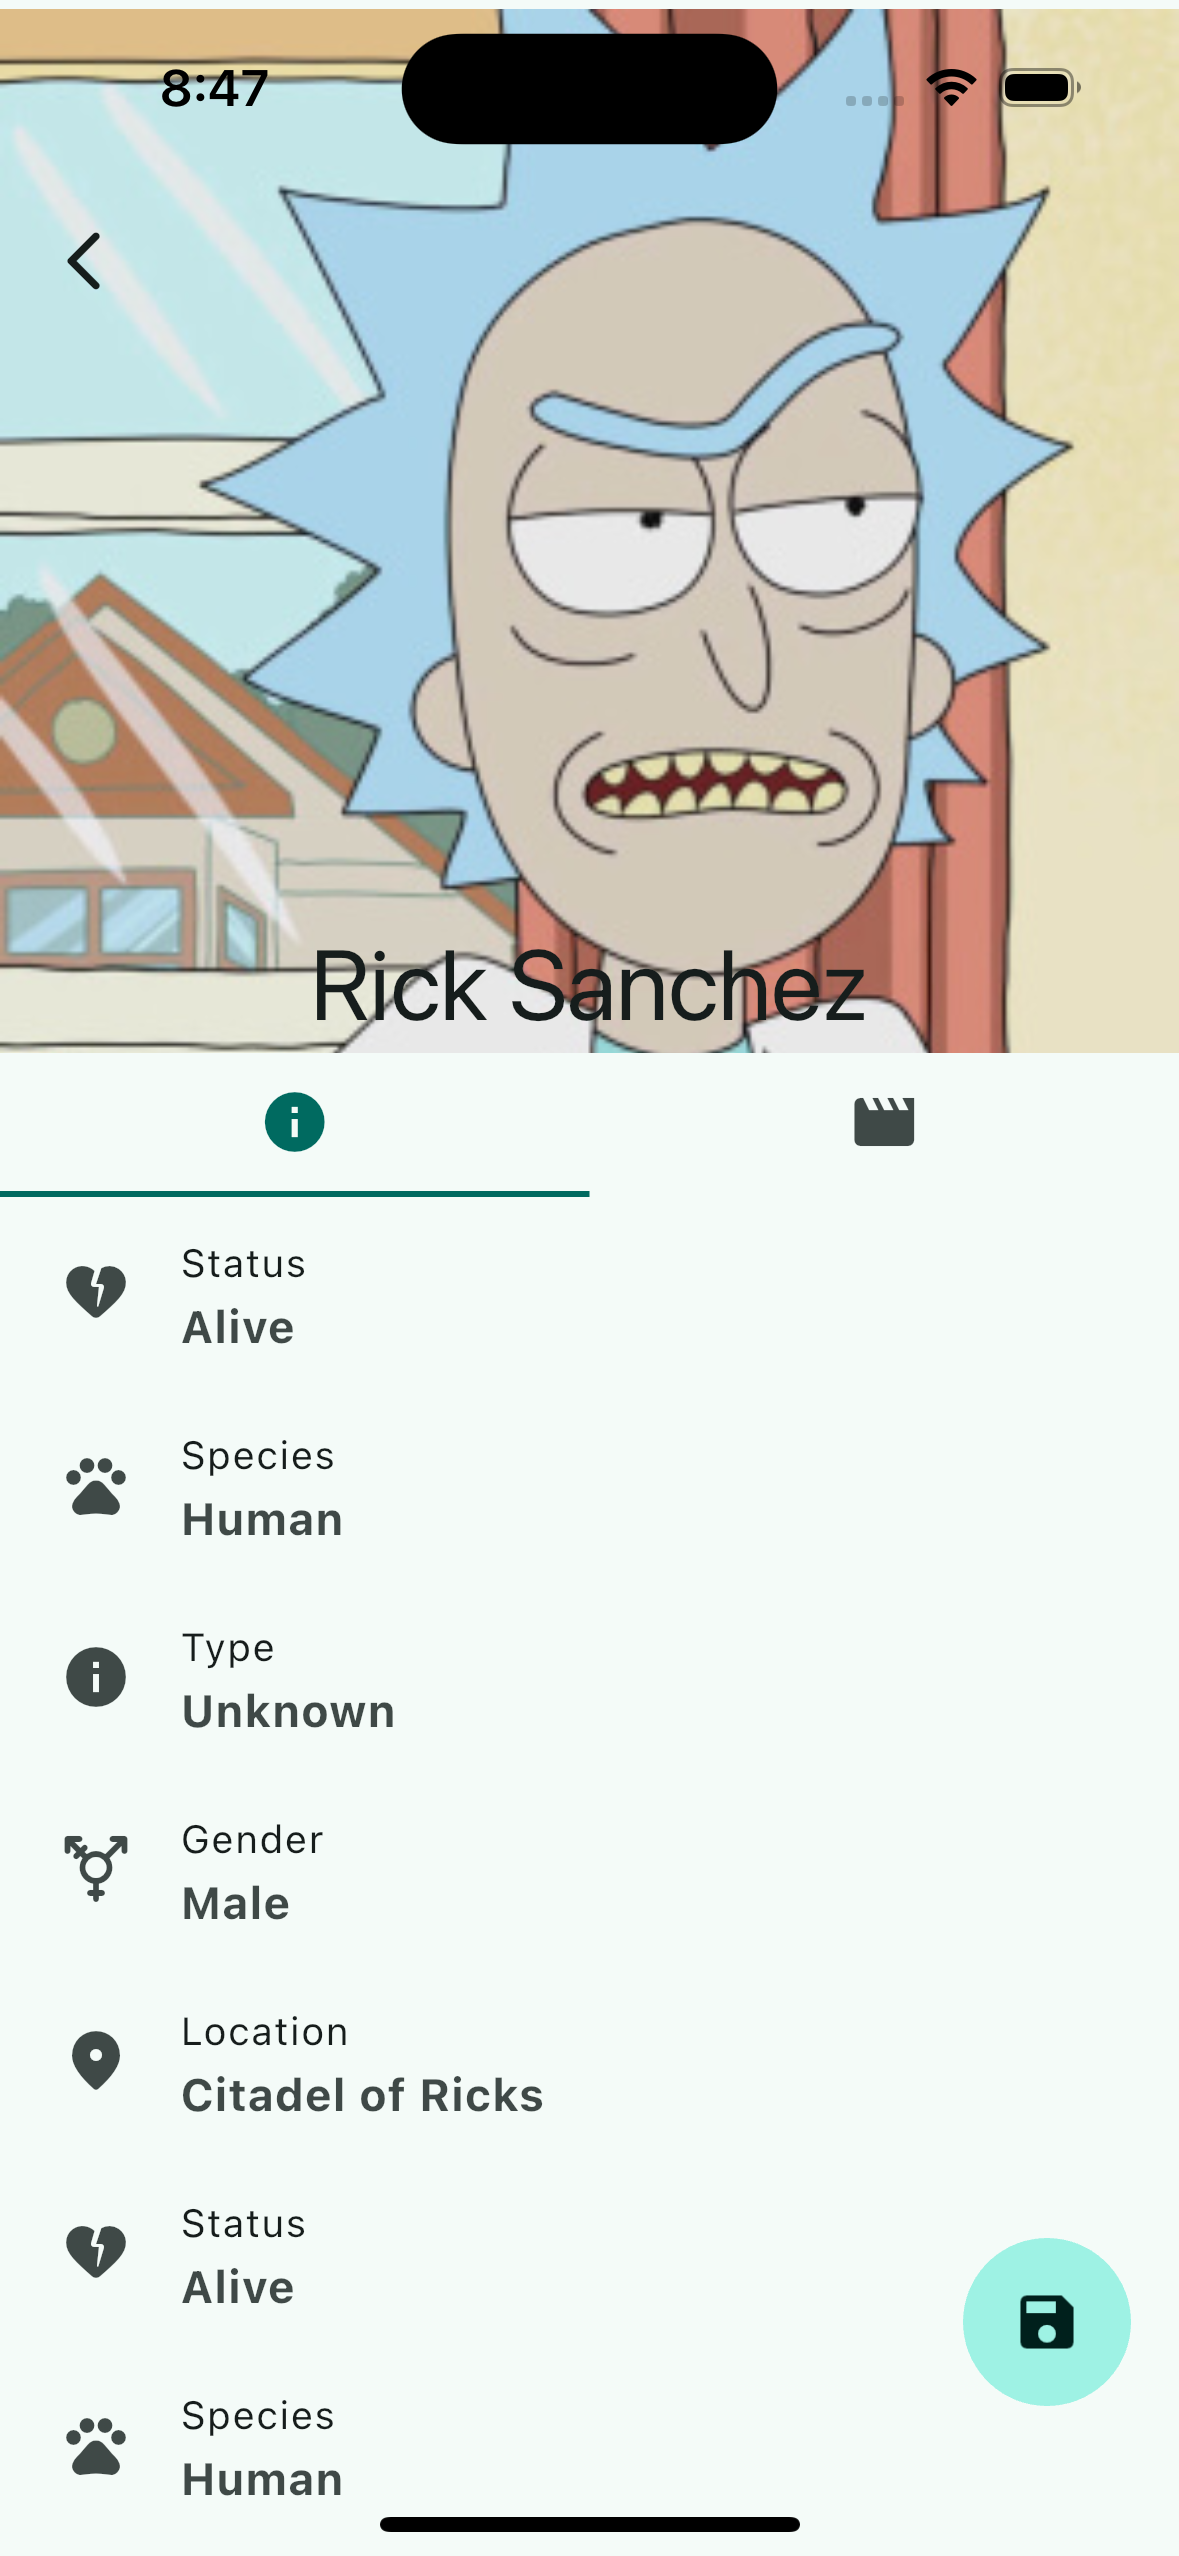 8:47
Rick Sanchez
Status
Alive
Species
Human
Type
Unknown
Gender
Male
Location
Citadel of Ricks
Status
Alive
Species
Human